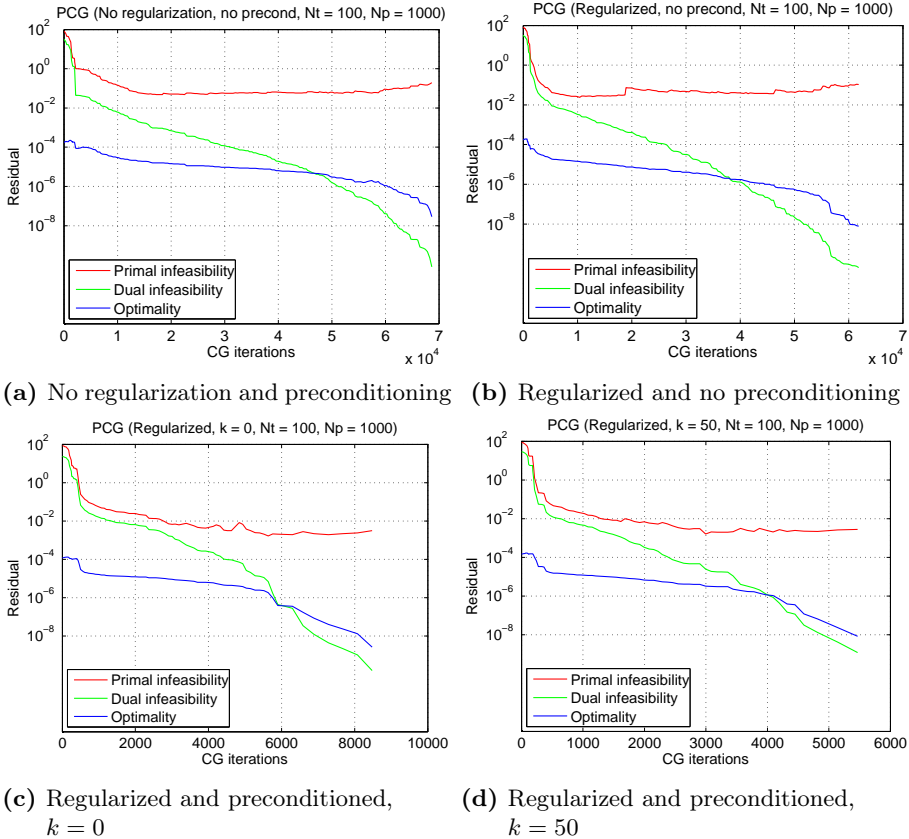 PCG (No regularization, no precond, Nt = 100, Np = 1000)
10^2
10^0
10^-2
10^-4
10^-6
10^-8
Residual
Primal infeasibility
Dual infeasibility
Optimality
0 1 2 3 4 5 6 7
CG iterations
x 10^4
(a) No regularization and preconditioning
PCG (Regularized, no precond, Nt = 100, Np = 1000)
10^2
10^0
10^-2
10^-4
10^-6
10^-8
Residual
Primal infeasibility
Dual infeasibility
Optimality
0 1 2 3 4 5 6 7
CG iterations
x 10^4
(b) Regularized and no preconditioning
PCG (Regularized, k = 0, Nt = 100, Np = 1000)
10^2
10^0
10^-2
10^-4
10^-6
10^-8
Residual
Primal infeasibility
Dual infeasibility
Optimality
0 2000 4000 6000 8000 10000
CG iterations
(c) Regularized and preconditioned,
k = 0
PCG (Regularized, k = 50, Nt = 100, Np = 1000)
10^2
10^0
10^-2
10^-4
10^-6
10^-8
Residual
Primal infeasibility
Dual infeasibility
Optimality
0 1000 2000 3000 4000 5000 6000
CG iterations
(d) Regularized and preconditioned,
k = 50